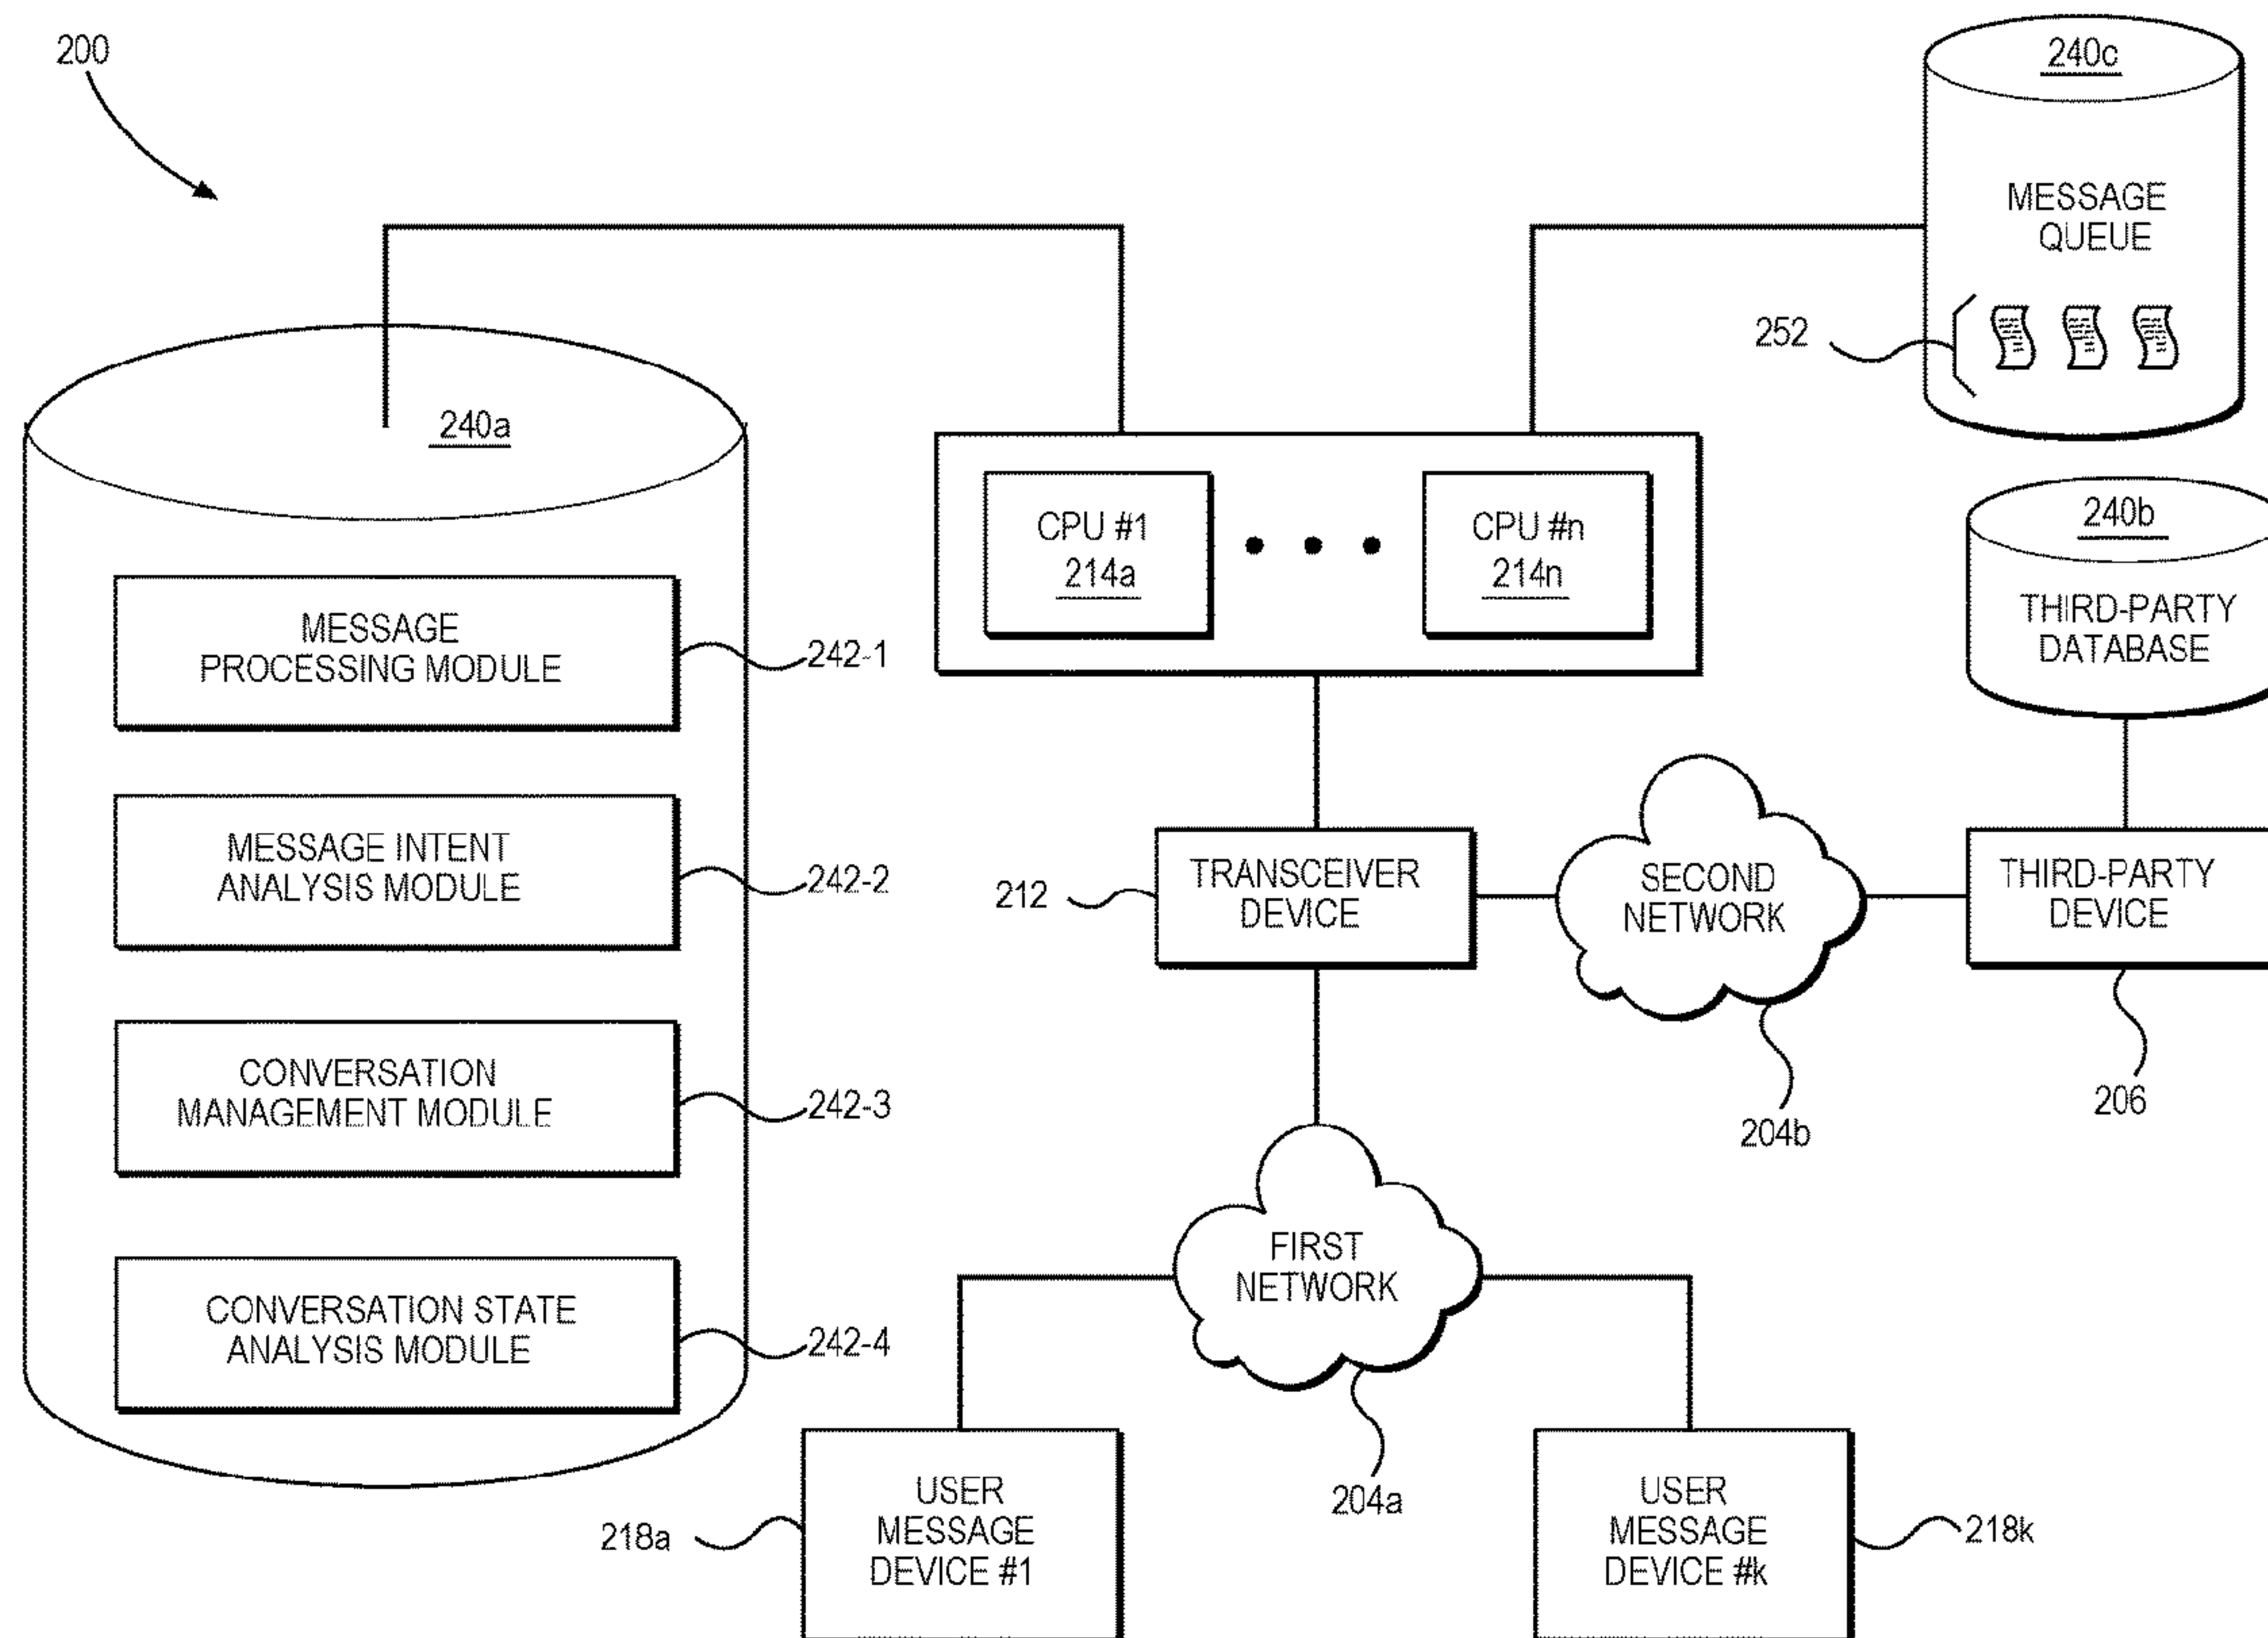 200
240c
MESSAGE
QUEUE
252
240a
CPU #1
214a
CPU #n
214n
240b
THIRD-PARTY
DATABASE
MESSAGE
PROCESSING MODULE
242-1
MESSAGE INTENT
ANALYSIS MODULE
242-2
212
TRANSCEIVER
DEVICE
SECOND
NETWORK
THIRD-PARTY
DEVICE
CONVERSATION
MANAGEMENT MODULE
242-3
204b
206
FIRST
NETWORK
CONVERSATION STATE
ANALYSIS MODULE
242-4
204a
218a
USER
MESSAGE
DEVICE #1
USER
MESSAGE
DEVICE #k
218k